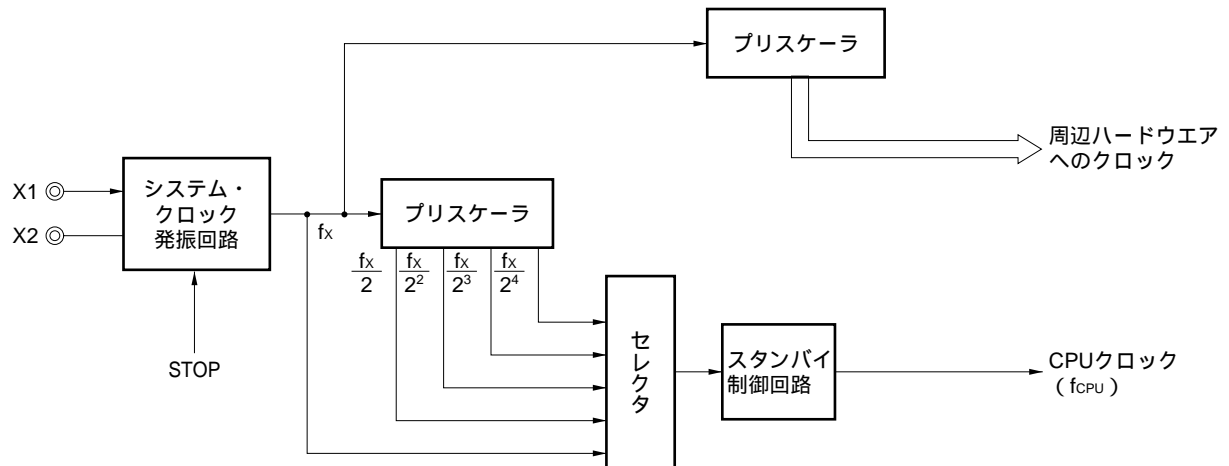 プリスケーラ
周辺ハードウエア
へのクロック
X1
X2
システム・
クロック
発振回路
fX
プリスケーラ
fX/2
fX/2²
fX/2³
fX/2⁴
STOP
セレクタ
スタンバイ
制御回路
CPUクロック
（fCPU）